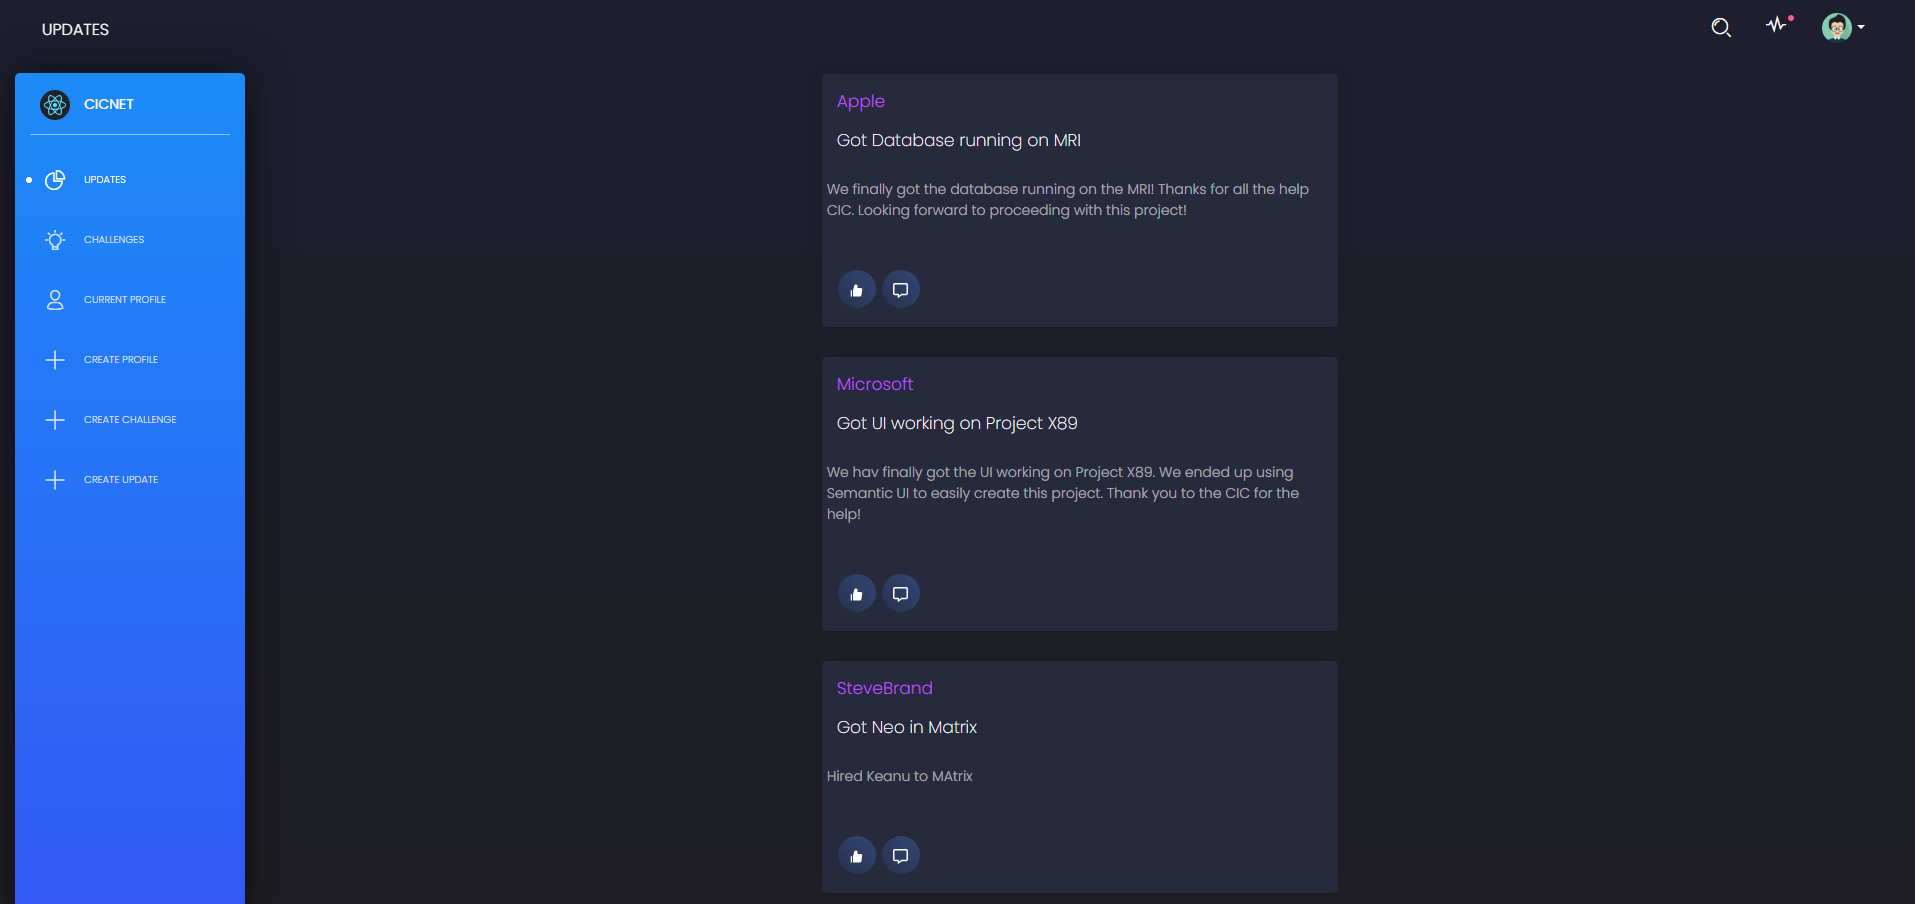 UPDATES
CICNET
UPDATES
CHALLENGES
CURRENT PROFILE
CREATE PROFILE
CREATE CHALLENGE
CREATE UPDATE
Apple
Got Database running on MRI
We finally got the database running on the MRI! Thanks for all the help
CIC. Looking forward to proceeding with this project!
Microsoft
Got UI working on Project X89
We hav finally got the UI working on Project X89. We ended up using
Semantic UI to easily create this project. Thank you to the CIC for the
help!
SteveBrand
Got Neo in Matrix
Hired Keanu to MAtrix